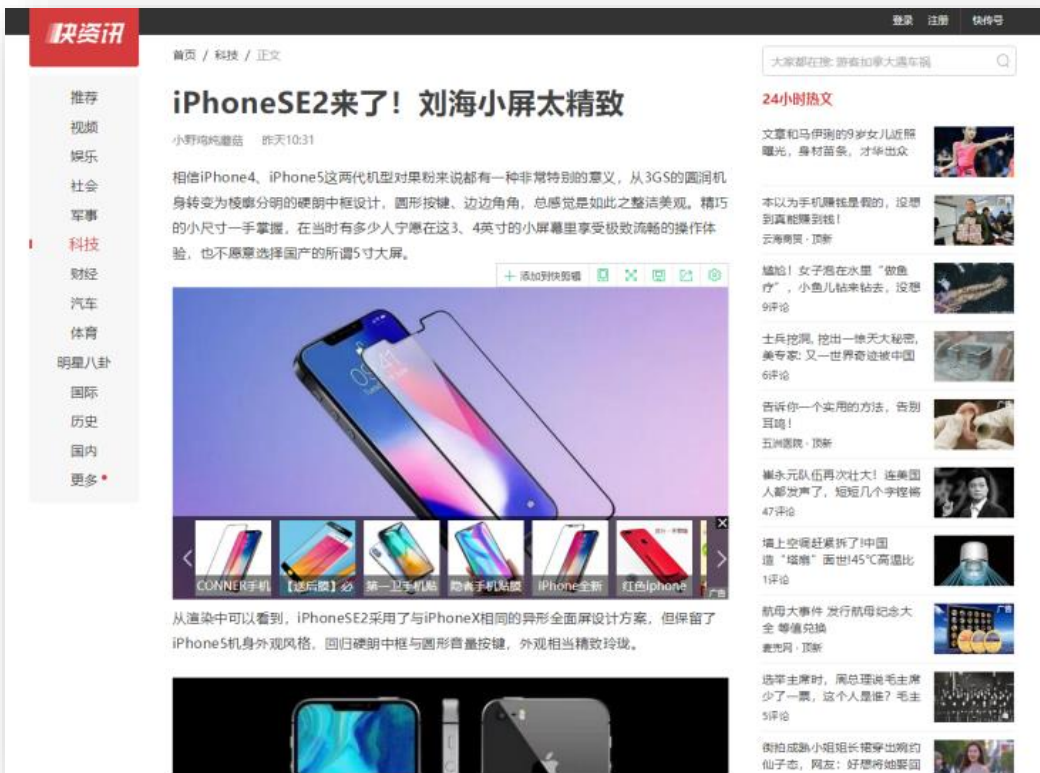 登录 注册 快传号
快资讯
首页 / 科技 / 正文
推荐
视频
娱乐
社会
军事
科技
财经
汽车
体育
明星八卦
国际
历史
国内
更多
iPhoneSE2来了！刘海小屏太精致
小野鸡炖蘑菇 昨天10:31
相信iPhone4、iPhone5这两代机型对果粉来说都有一种非常特别的意义，从3GS的圆润机
身转变为棱廓分明的硬朗中框设计，圆形按键、边边角角，总感觉是如此之整洁美观。精巧
的小尺寸一手掌握，在当时有多少人宁愿在这3、4英寸的小屏幕里享受极致流畅的操作体
验，也不愿意选择国产的所谓5寸大屏。
添加到快剪辑
09:41
CONNER手机
【送后膜】必
第一卫手机贴
隐者手机贴膜
iPhone全新
红色iphone
广告
从渲染中可以看到，iPhoneSE2采用了与iPhoneX相同的异形全面屏设计方案，但保留了
iPhone5机身外观风格，回归硬朗中框与圆形音量按键，外观相当精致玲珑。
大家都在搜: 游客加拿大遇车祸
24小时热文
文章和马伊琍的9岁女儿近照
曝光，身材苗条，才华出众
本以为手机赚钱是假的，没想
到真能赚到钱！
云海商贸 · 顶新
尴尬！女子泡在水里“做鱼
疗”，小鱼儿钻来钻去，没想
9评论
士兵挖洞, 挖出一惊天大秘密,
美专家: 又一世界奇迹被中国
6评论
告诉你一个实用的方法，告别
耳鸣！
五洲医院 · 顶新
广告
崔永元队伍再次壮大！连美国
人都发声了，短短几个字铿锵
47评论
墙上空调赶紧拆了!中国
造“塔扇”面世!45℃高温比
1评论
航母大事件 发行航母纪念大
全 等值兑换
麦兜网 · 顶新
广告
选举主席时，周总理说毛主席
少了一票，这个人是谁？毛主
5评论
街拍成熟小姐姐长裙穿出婉约
仙子态，网友：好想将她娶回